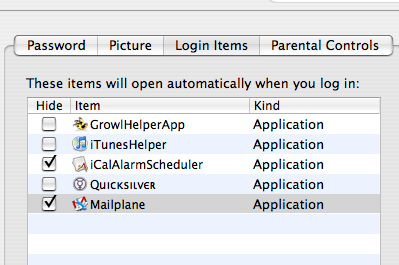 Password Picture Login Items Parental Controls
These items will open automatically when you log in:
Hide Item Kind
GrowlHelperApp Application
iTunesHelper Application
iCalAlarmScheduler Application
Quicksilver Application
Mailplane Application